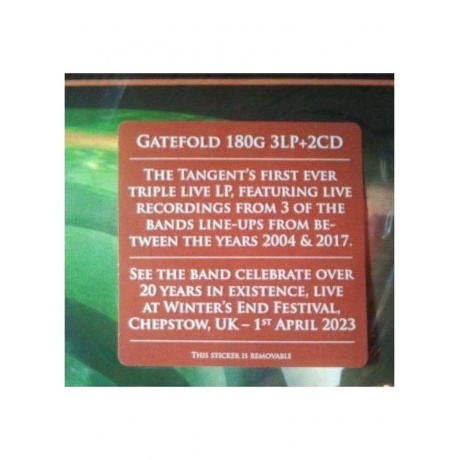 Gatefold 180g 3LP+2CD
The Tangent's first ever
triple live LP, featuring live
recordings from 3 of the
bands line-ups from be-
tween the years 2004 & 2017.
See the band celebrate over
20 years in existence, live
at Winter's End Festival,
Chepstow, UK – 1st April 2023
This sticker is removable